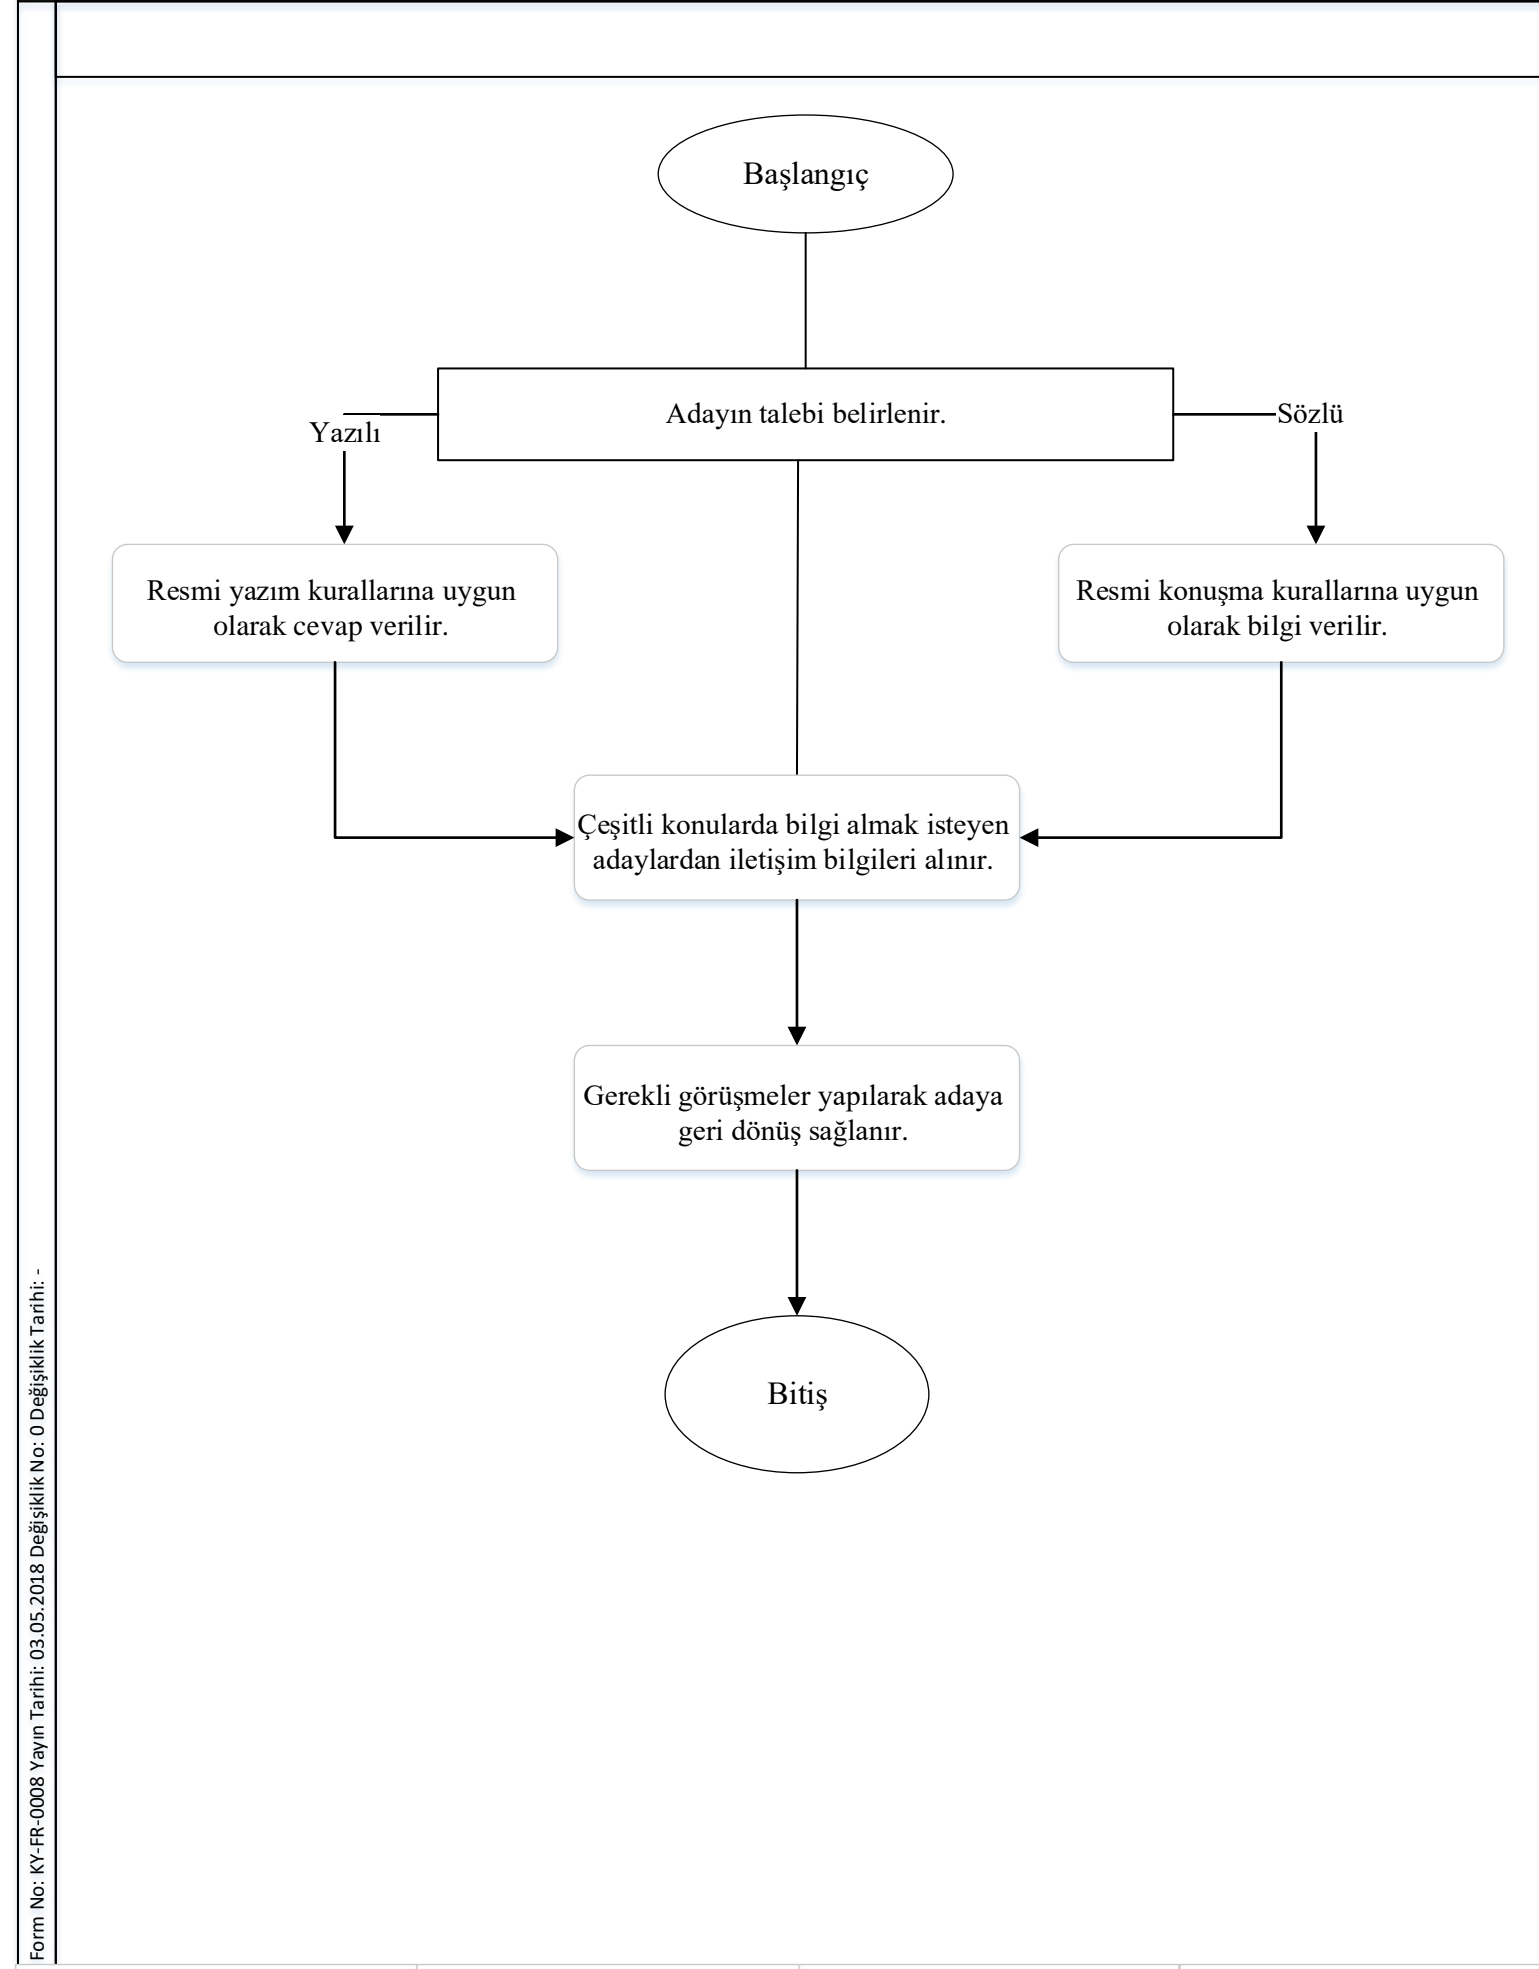 Başlangıç
Adayın talebi belirlenir.
Yazılı
Sözlü
Resmi yazım kurallarına uygun
olarak cevap verilir.
Resmi konuşma kurallarına uygun
olarak bilgi verilir.
Çeşitli konularda bilgi almak isteyen
adaylardan iletişim bilgileri alınır.
Gerekli görüşmeler yapılarak adaya
geri dönüş sağlanır.
Bitiş
Form No: KY-FR-0008 Yayın Tarihi: 03.05.2018 Değişiklik No: 0 Değişiklik Tarihi: -